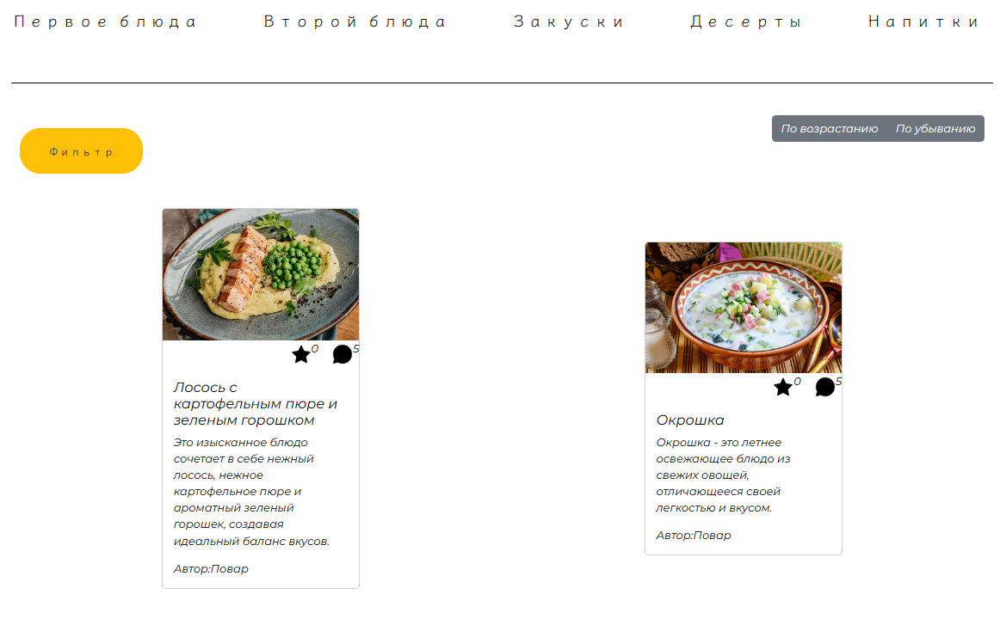 Первое блюда Второй блюда Закуски Десерты Напитки
По возрастанию По убыванию
Фильтр
0 5
Лосось с
картофельным пюре и
зеленым горошком
Это изысканное блюдо
сочетает в себе нежный
лосось, нежное
картофельное пюре и
ароматный зеленый
горошек, создавая
идеальный баланс вкусов.
Автор:Повар
0 5
Окрошка
Окрошка - это летнее
освежающее блюдо из
свежих овощей,
отличающееся своей
легкостью и вкусом.
Автор:Повар